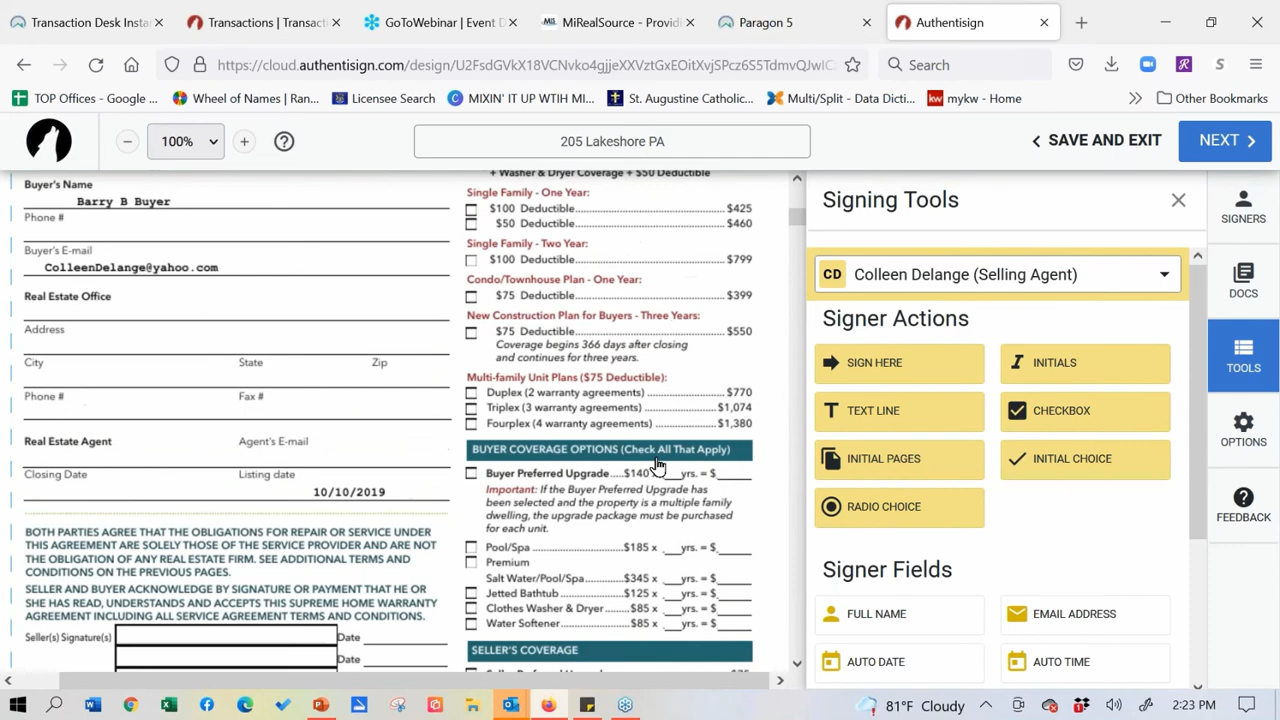 Transaction Desk Insta
Transactions | Transact
GoToWebinar | Event D
MiRealSource - Providi
Paragon 5
Authentisign
https://cloud.authentisign.com/design/
Search
TOP Offices - Google ...
Wheel of Names | Ran...
Licensee Search
MIXIN' IT UP WTIH MI...
St. Augustine Catholic...
Multi/Split - Data Dicti...
mykw - Home
Other Bookmarks
100%
205 Lakeshore PA
SAVE AND EXIT
NEXT
Buyer's Name
Barry B Buyer
Phone #
Buyer's E-mail
ColleenDelange@yahoo.com
Real Estate Office
Address
City State Zip
Phone # Fax #
Real Estate Agent Agent's E-mail
Closing Date Listing date
10/10/2019
BOTH PARTIES AGREE THAT THE OBLIGATIONS FOR REPAIR OR SERVICE UNDER
THIS AGREEMENT ARE SOLELY THOSE OF THE SERVICE PROVIDER AND ARE NOT
THE OBLIGATION OF ANY REAL ESTATE FIRM. SEE ADDITIONAL TERMS AND
CONDITIONS ON THE PREVIOUS PAGES.
SELLER AND BUYER ACKNOWLEDGE BY SIGNATURE OR PAYMENT THAT HE OR
SHE HAS READ, UNDERSTANDS AND ACCEPTS THIS SUPREME HOME WARRANTY
AGREEMENT INCLUDING ALL SERVICE AGREEMENT TERMS AND CONDITIONS.
Seller(s) Signature(s) Date
Date
+ Washer & Dryer Coverage + $50 Deductible
Single Family - One Year:
$100 Deductible $425
$50 Deductible $460
Single Family - Two Year:
$100 Deductible $799
Condo/Townhouse Plan - One Year:
$75 Deductible $399
New Construction Plan for Buyers - Three Years:
$75 Deductible $550
Coverage begins 366 days after closing
and continues for three years.
Multi-family Unit Plans ($75 Deductible):
Duplex (2 warranty agreements) $770
Triplex (3 warranty agreements) $1,074
Fourplex (4 warranty agreements) $1,380
BUYER COVERAGE OPTIONS (Check All That Apply)
Buyer Preferred Upgrade....$140 ___yrs. = $____
Important: If the Buyer Preferred Upgrade has
been selected and the property is a multiple family
dwelling, the upgrade package must be purchased
for each unit.
Pool/Spa $185 x ___yrs. = $____
Premium
Salt Water/Pool/Spa $345 x ___yrs. = $____
Jetted Bathtub $125 x ___yrs. = $____
Clothes Washer & Dryer $85 x ___yrs. = $____
Water Softener $85 x ___yrs. = $____
SELLER'S COVERAGE
Signing Tools
CD Colleen Delange (Selling Agent)
Signer Actions
SIGN HERE
INITIALS
TEXT LINE
CHECKBOX
INITIAL PAGES
INITIAL CHOICE
RADIO CHOICE
Signer Fields
FULL NAME
EMAIL ADDRESS
AUTO DATE
AUTO TIME
SIGNERS
DOCS
TOOLS
OPTIONS
FEEDBACK
81°F Cloudy
2:23 PM